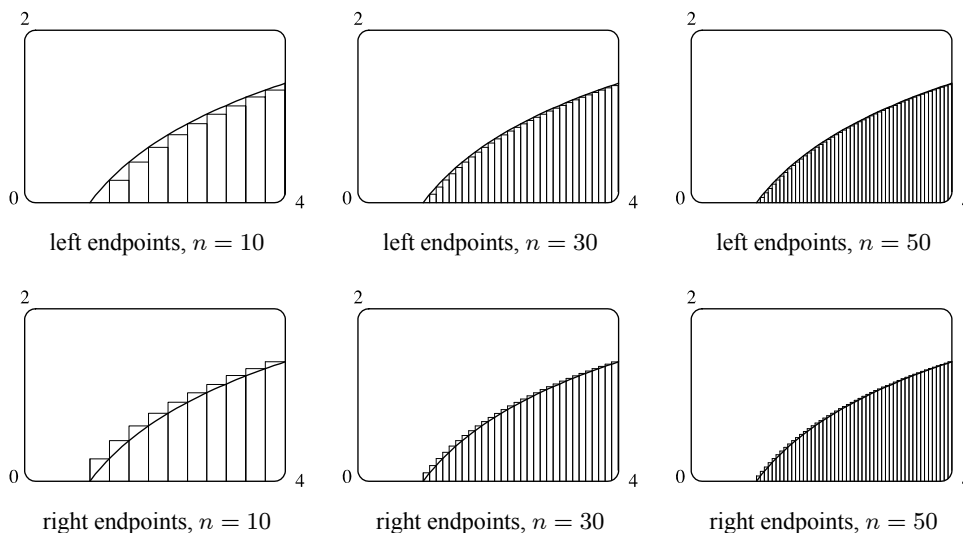 2 2 2
0 4 0 4 0
left endpoints, n = 10 left endpoints, n = 30 left endpoints, n = 50
2 2 2
0 4 0 4 0
right endpoints, n = 10 right endpoints, n = 30 right endpoints, n = 50